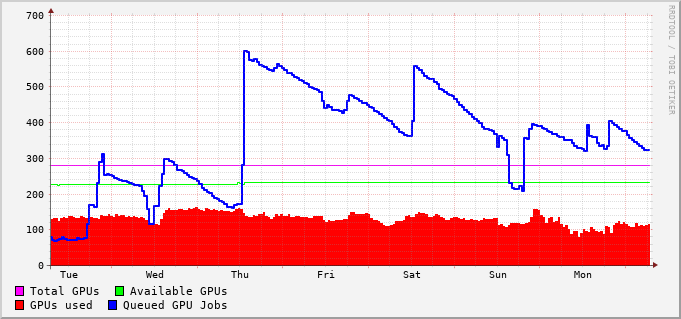 700
600
500
400
300
200
100
0
Tue Wed Thu Fri Sat Sun Mon
Total GPUs Available GPUs
GPUs used Queued GPU Jobs
RRDTOOL / TOBI OETIKER